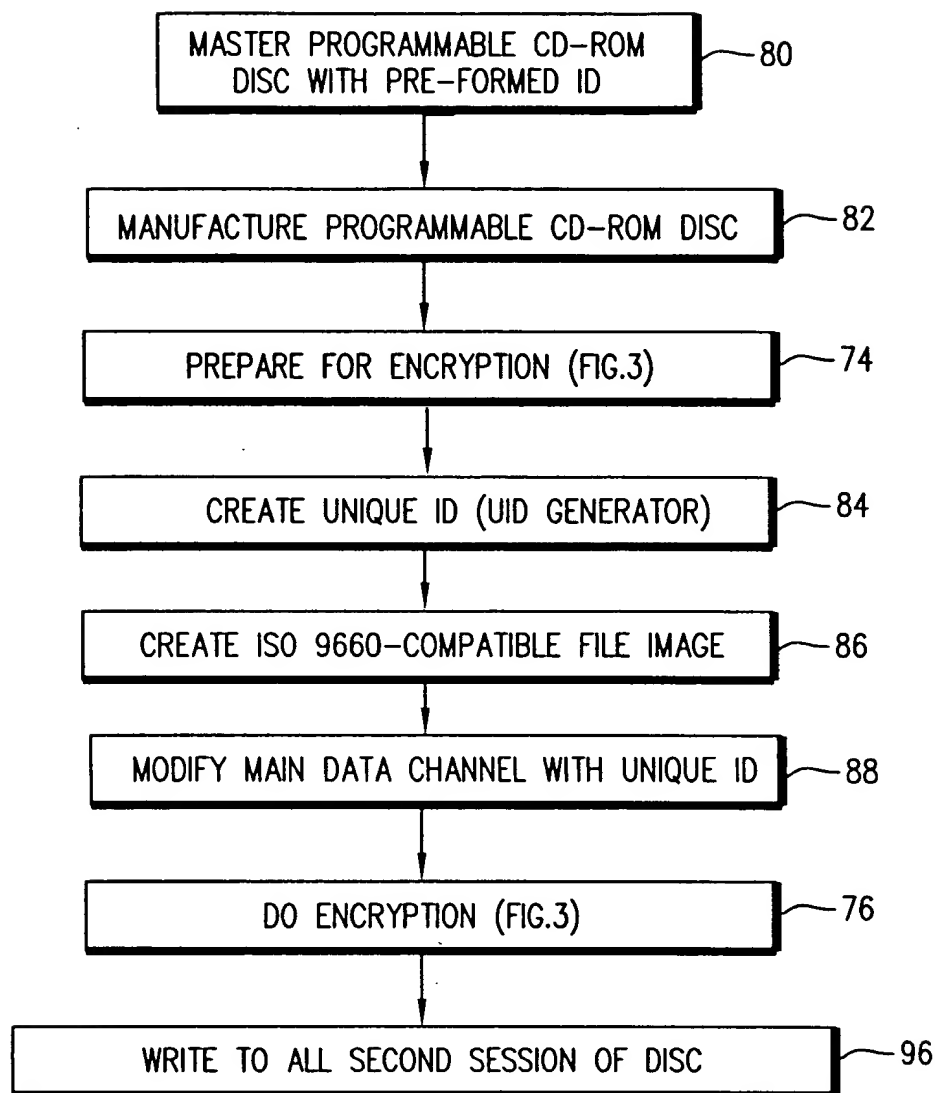 MASTER PROGRAMMABLE CD-ROM
DISC WITH PRE-FORMED ID
80
MANUFACTURE PROGRAMMABLE CD-ROM DISC
82
PREPARE FOR ENCRYPTION (FIG.3)
74
CREATE UNIQUE ID (UID GENERATOR)
84
CREATE ISO 9660-COMPATIBLE FILE IMAGE
86
MODIFY MAIN DATA CHANNEL WITH UNIQUE ID
88
DO ENCRYPTION (FIG.3)
76
WRITE TO ALL SECOND SESSION OF DISC
96